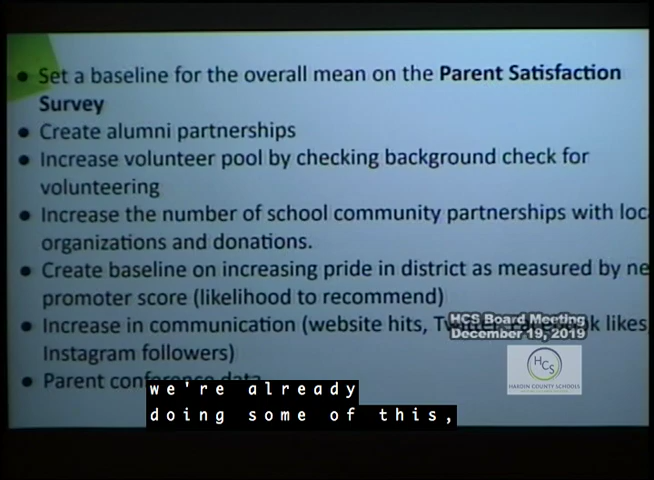 Set a baseline for the overall mean on the Parent Satisfaction
Survey
Create alumni partnerships
Increase volunteer pool by checking background check for
volunteering
Increase the number of school community partnerships with loc
organizations and donations.
Create baseline on increasing pride in district as measured by ne
promoter score (likelihood to recommend)
Increase in communication (website hits, likes
Instagram followers)
Parent
HCS Board Meeting
December 19, 2019
HCS
HARDIN COUNTY SCHOOLS
we're already
doing some of this,